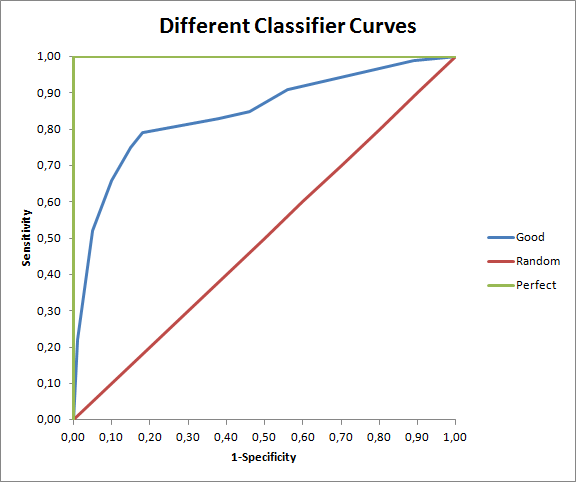 Different Classifier Curves
1,00
0,90
0,80
0,70
0,60
0,50
0,40
0,30
0,20
0,10
0,00
Sensitivity
0,00 0,10 0,20 0,30 0,40 0,50 0,60 0,70 0,80 0,90 1,00
1-Specificity
Good
Random
Perfect